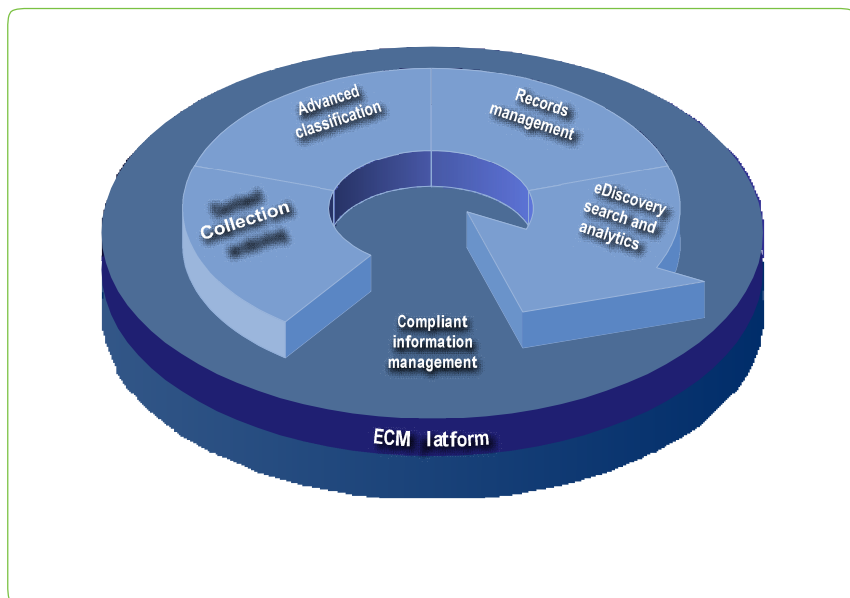 Advanced
classification
Records
management
Collection
eDiscovery
search and
analytics
Compliant
information
management
ECM latform